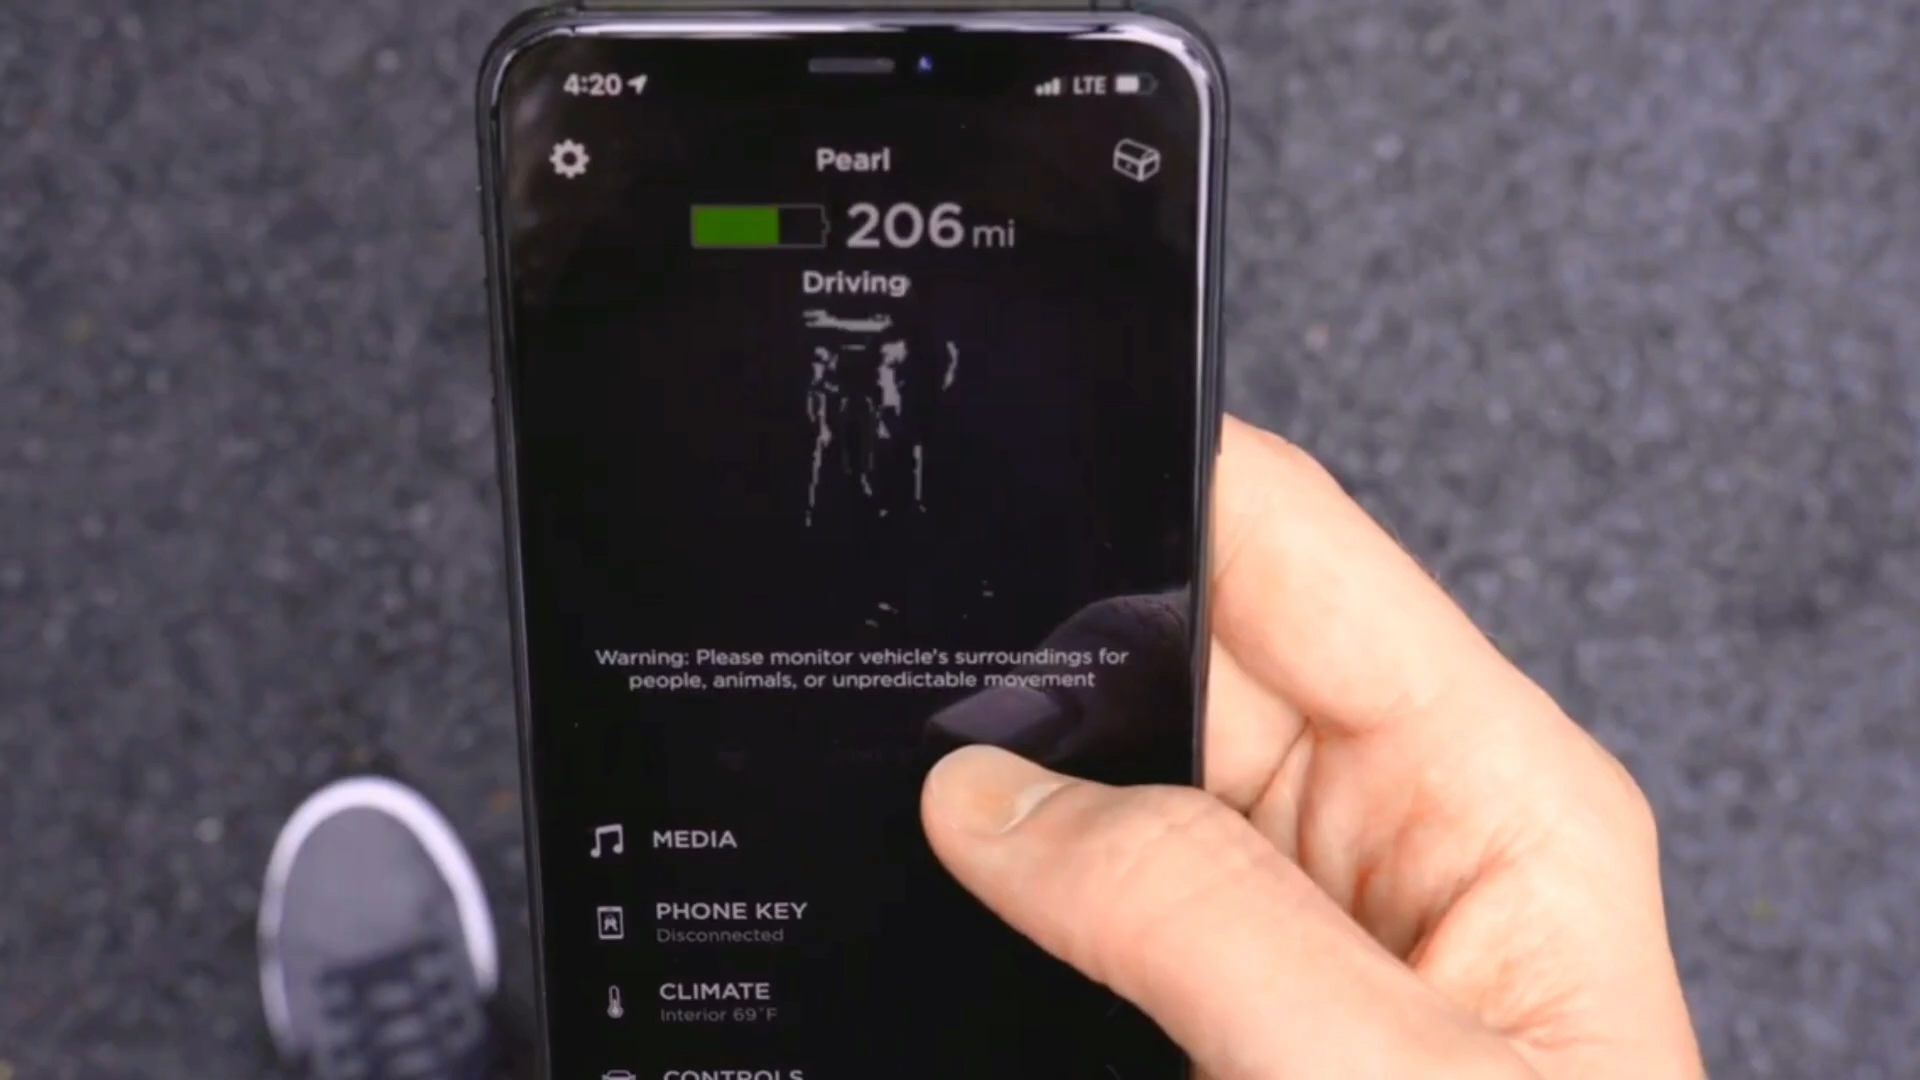 4:20
LTE
Pearl
206 mi
Driving
Warning: Please monitor vehicle's surroundings for
people, animals, or unpredictable movement
MEDIA
PHONE KEY
Disconnected
CLIMATE
Interior 69°F
CONTROLS